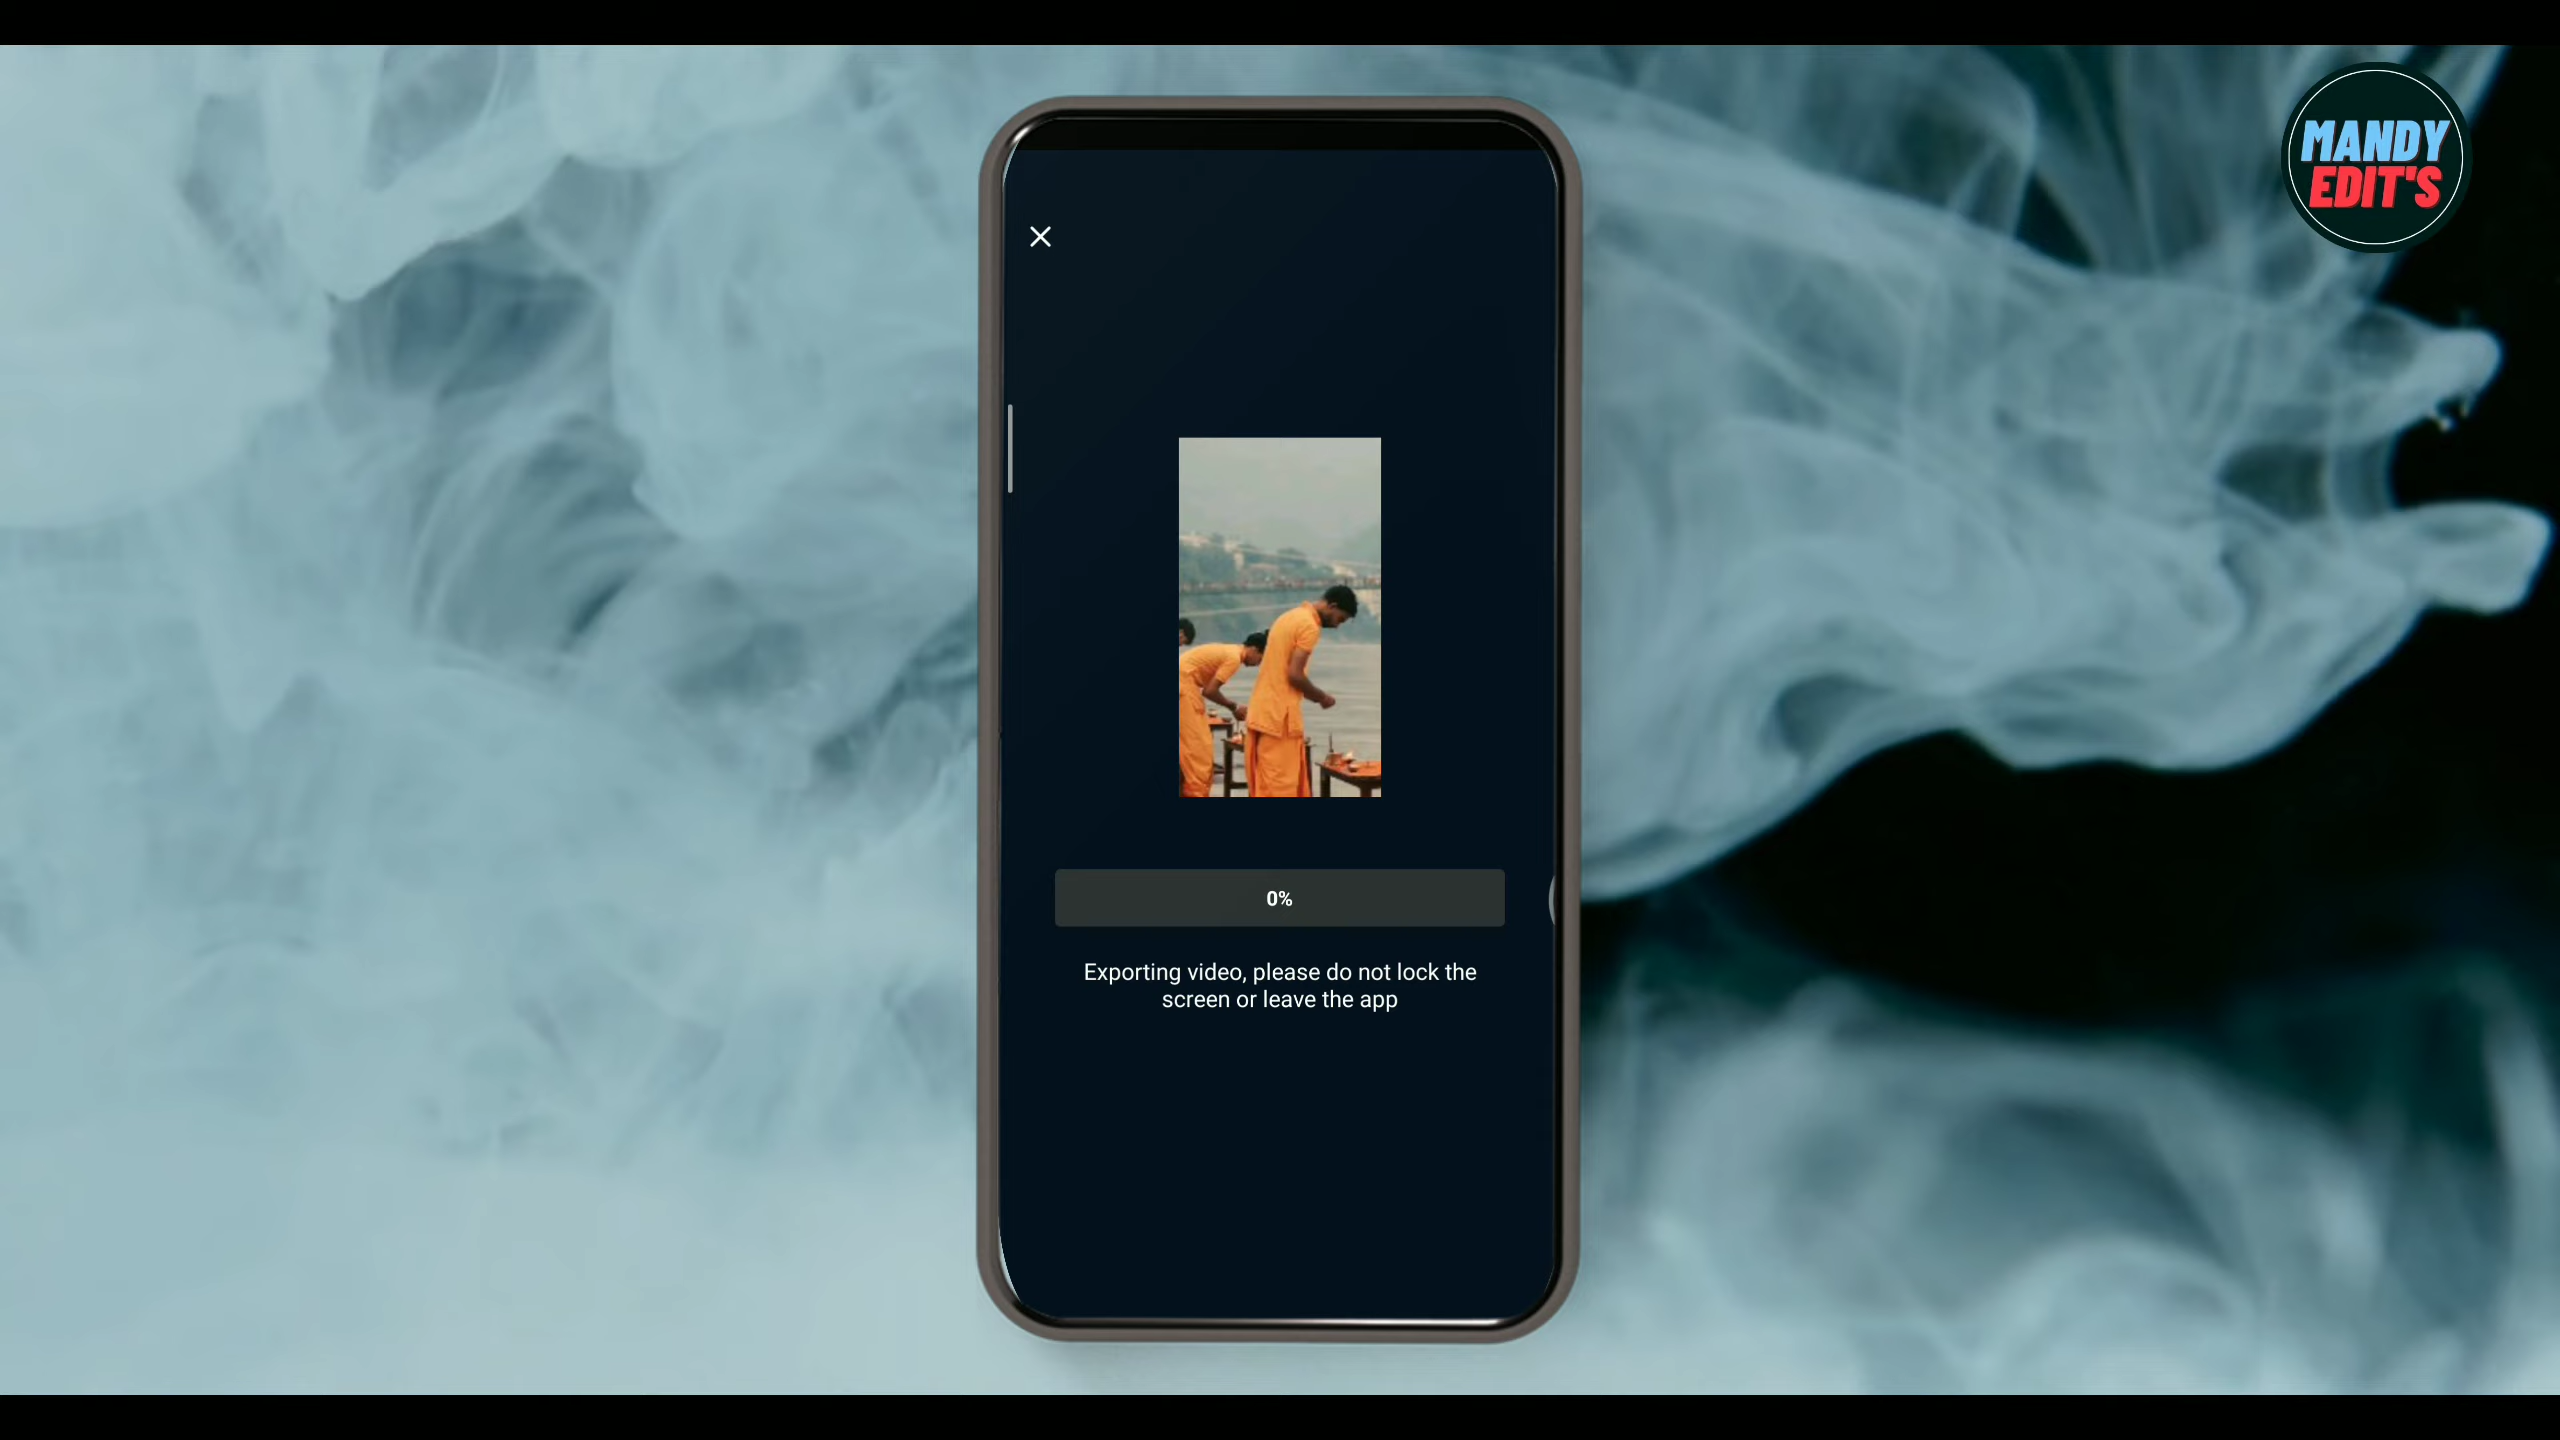 MANDY
EDIT'S
0%
Exporting video, please do not lock the
screen or leave the app